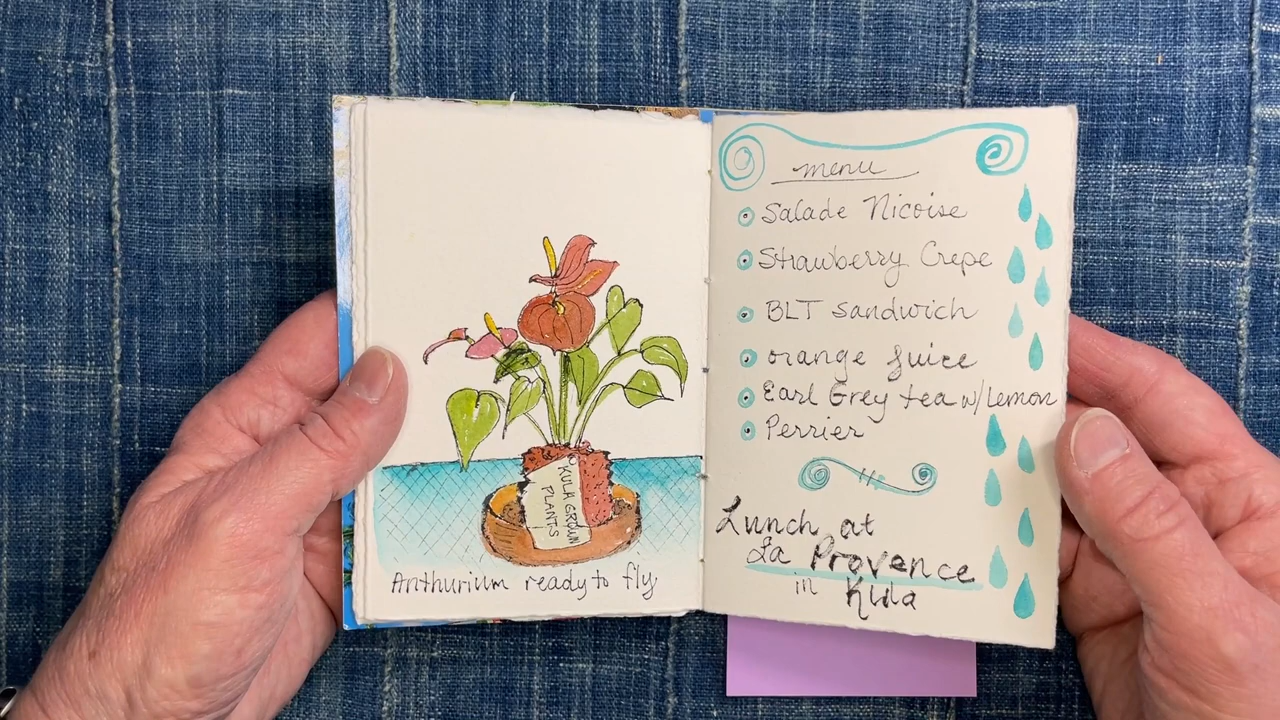 KULA GROWN
PLANTS
Anthurium ready to fly
menu
Salade Nicoise
Strawberry Crepe
BLT sandwich
orange juice
Earl Grey tea w/lemon
Perrier
Lunch at
La Provence
in Kula